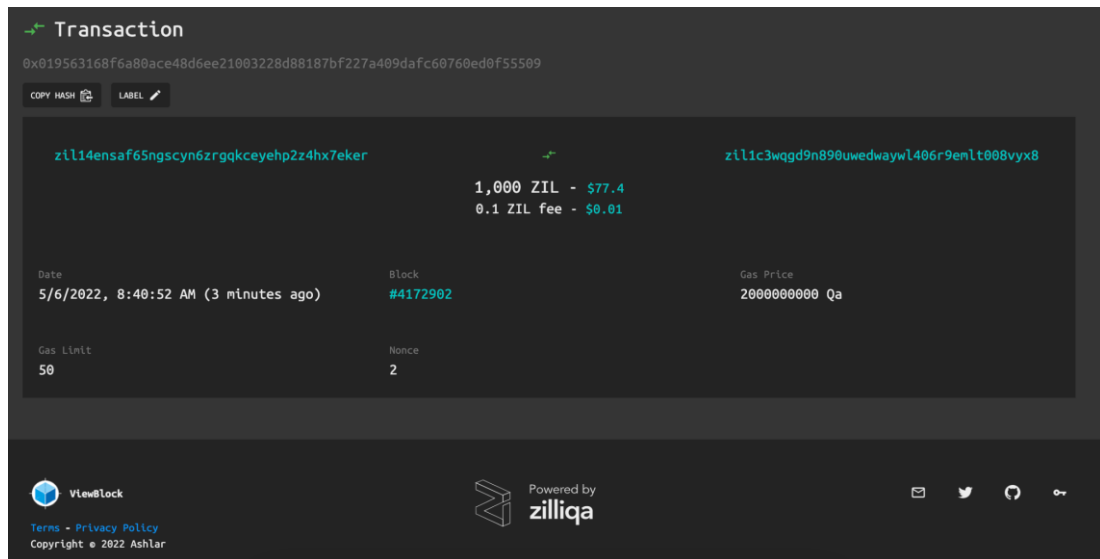 Transaction
0x019563168f6a80ace48d6ee21003228d88187bf227a409dafc60760ed0f55509
COPY HASH LABEL
zil14ensaf65ngscyn6zrgqkceyehp2z4hx7eker zil1c3wqgd9n890uwedwaywl406r9emlt008vyx8
1,000 ZIL - $77.4
0.1 ZIL fee - $0.01
Date Block Gas Price
5/6/2022, 8:40:52 AM (3 minutes ago) #4172902 2000000000 Qa
Gas Limit Nonce
50 2
ViewBlock
Terms - Privacy Policy
Copyright © 2022 Ashlar
Powered by
zilliqa